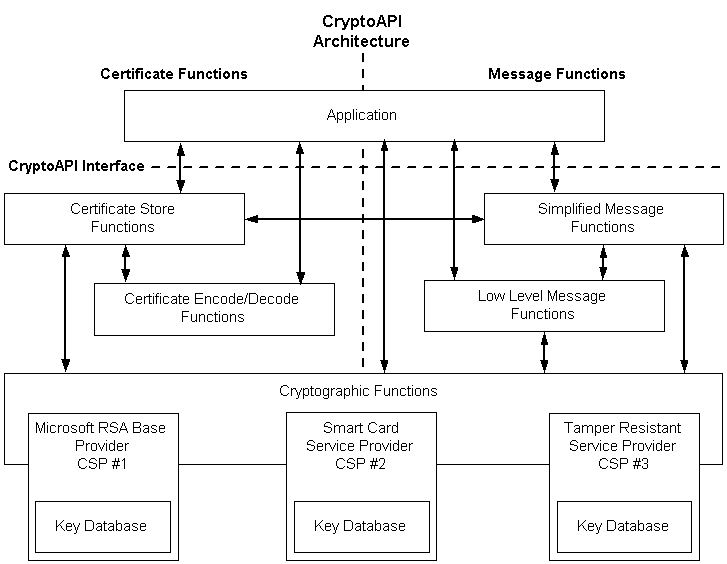 CryptoAPI
Architecture
Certificate Functions
Message Functions
Application
CryptoAPI Interface
Certificate Store
Functions
Simplified Message
Functions
Certificate Encode/Decode
Functions
Low Level Message
Functions
Cryptographic Functions
Microsoft RSA Base
Provider
CSP #1
Key Database
Smart Card
Service Provider
CSP #2
Key Database
Tamper Resistant
Service Provider
CSP #3
Key Database